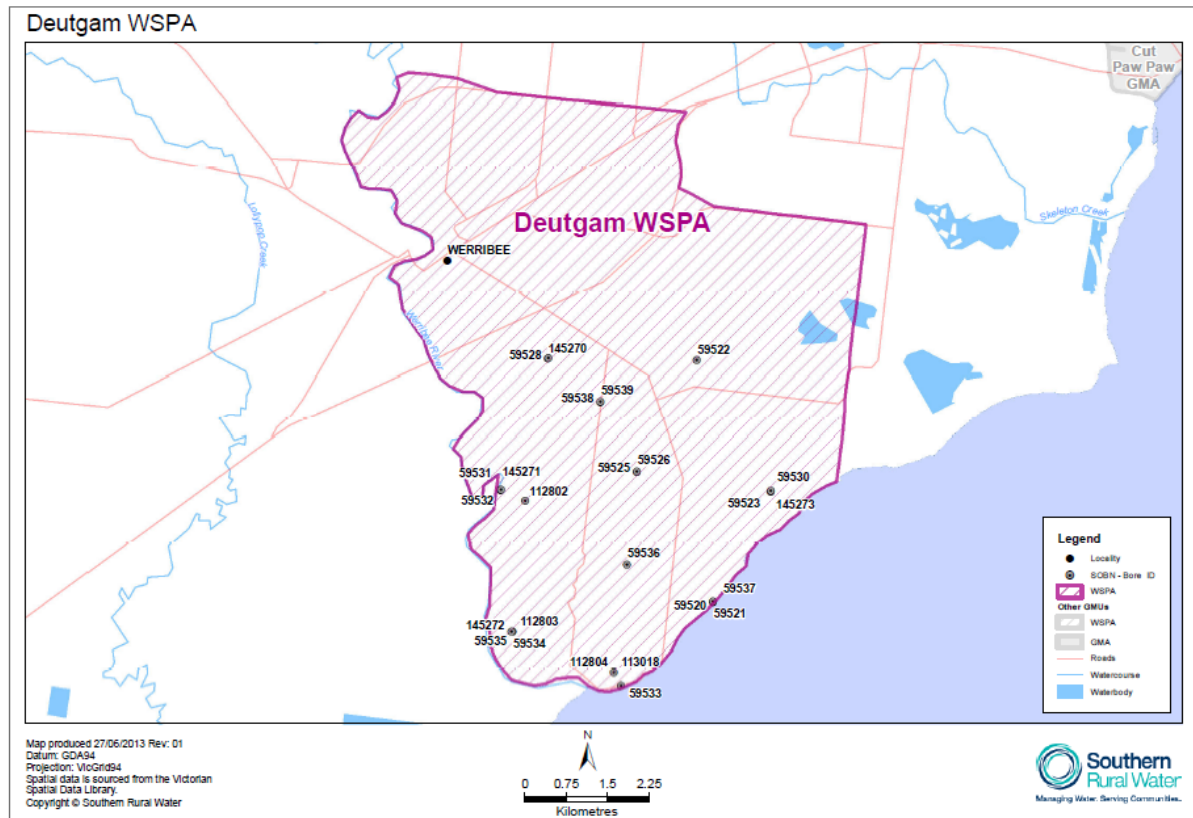 Deutgam WSPA
Cut
Paw Paw
GMA
Lollypop Creek
Skeleton Creek
Deutgam WSPA
WERRIBEE
Werribee River
59528
145270
59522
59539
59538
59526
59525
59531
145271
59532
112802
59530
59523
145273
59536
59537
59520
59521
145272
112803
59535
59534
112804
113018
59533
Legend
Locality
SOBN - Bore ID
WSPA
Other GMUs
WSPA
GMA
Roads
Watercourse
Waterbody
Map produced 27/06/2013 Rev: 01
Datum: GDA94
Projection: VicGrid94
Spatial data is sourced from the Victorian
Spatial Data Library.
Copyright © Southern Rural Water
N
0 0.75 1.5 2.25
Kilometres
Southern
Rural Water
Managing Water. Serving Communities.